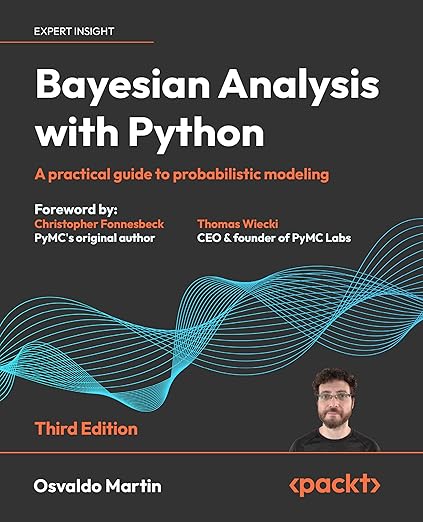 EXPERT INSIGHT
Bayesian Analysis
with Python
A practical guide to probabilistic modeling
Foreword by:
Christopher Fonnesbeck
PyMC's original author
Thomas Wiecki
CEO & founder of PyMC Labs
Third Edition
Osvaldo Martin
<packt>